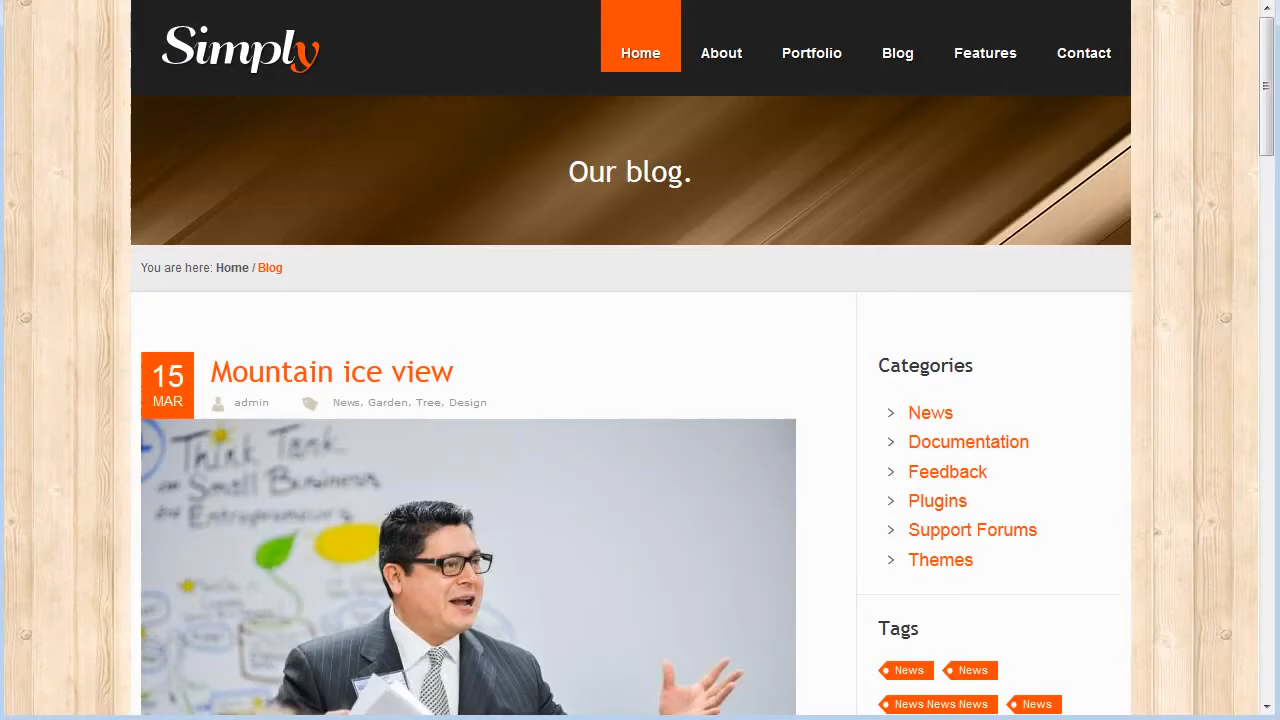 Simply
Home About Portfolio Blog Features Contact
Our blog.
You are here: Home / Blog
15
MAR
Mountain ice view
admin News, Garden, Tree, Design
Think Tank
Small Business
Entrepreneurs
Categories
News
Documentation
Feedback
Plugins
Support Forums
Themes
Tags
News News
News News News News